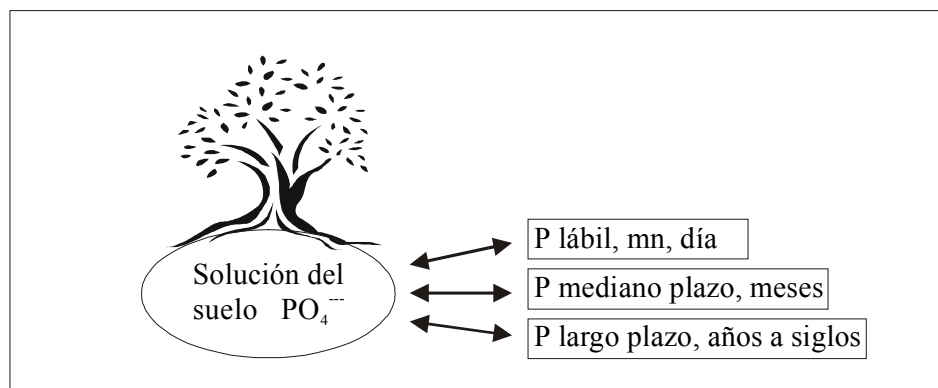 Solución del
suelo PO₄---
P lábil, mn, día
P mediano plazo, meses
P largo plazo, años a siglos